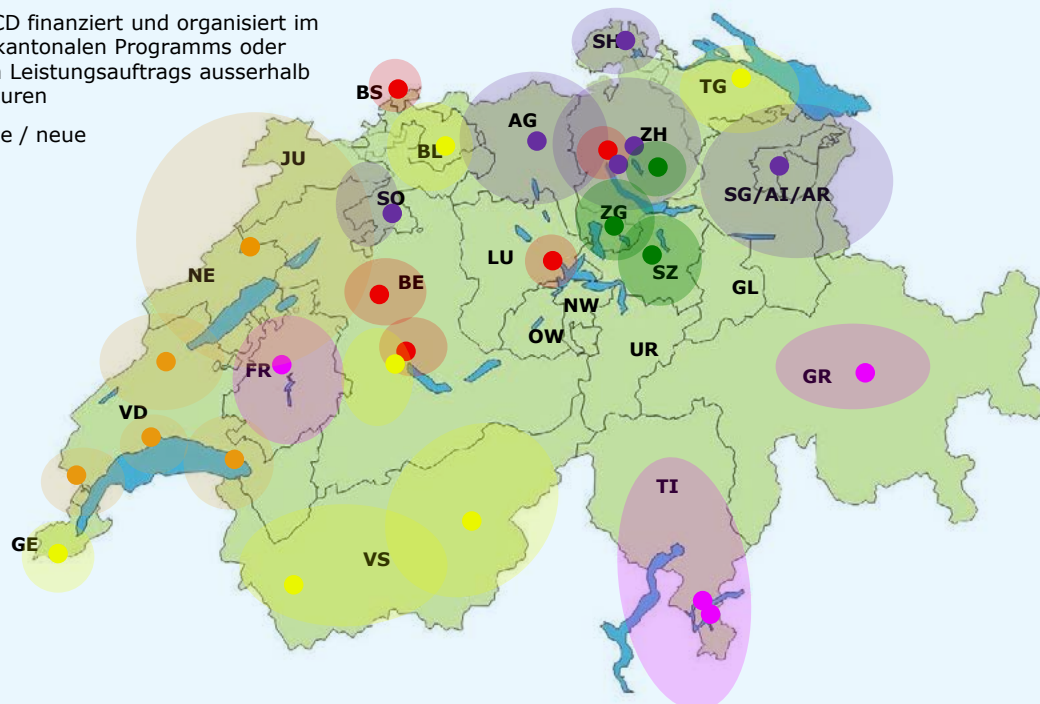 CD finanziert und organisiert im
kantonalen Programms oder
Leistungsauftrags ausserhalb
uren
e / neue
SH
BS
TG
AG
ZH
BL
JU
SO
SG/AI/AR
ZG
LU
SZ
NE
BE
GL
NW
OW
UR
FR
GR
VD
TI
GE
VS